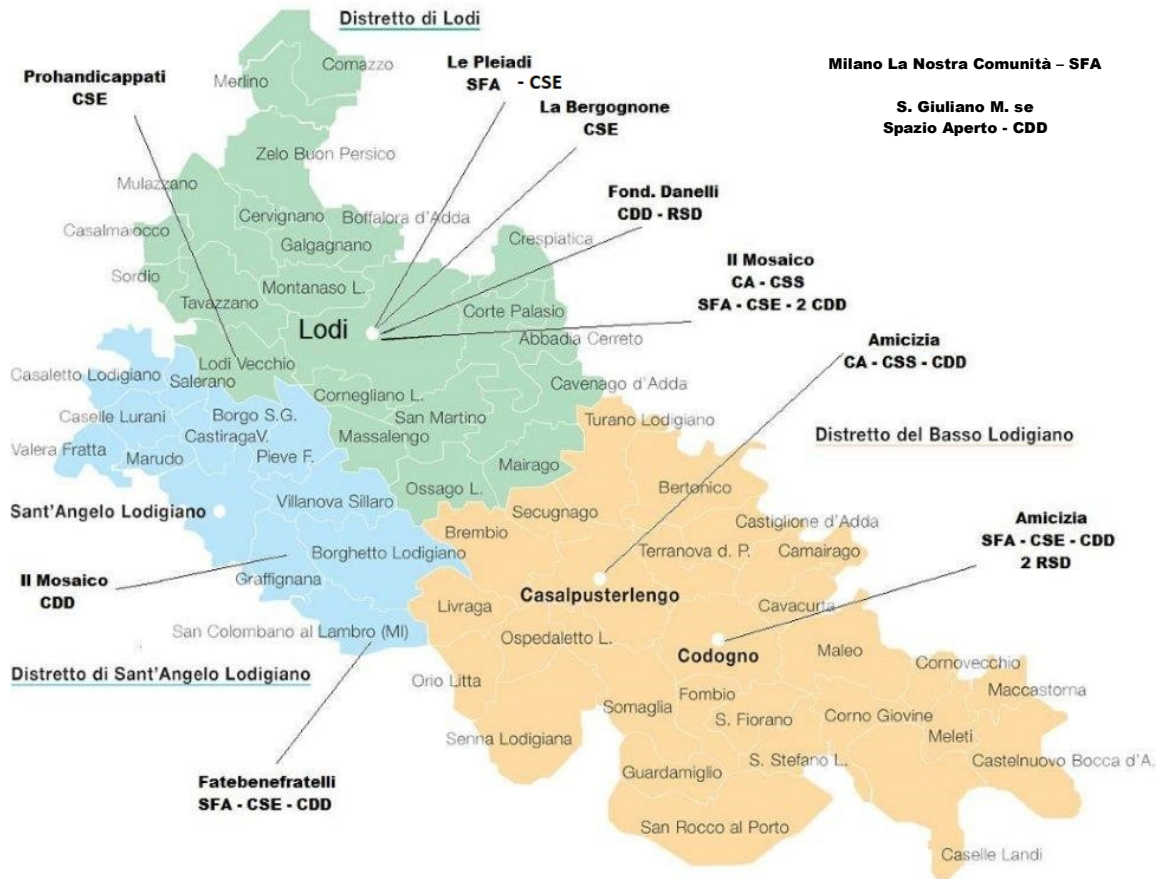 Distretto di Lodi
Comazzo
Merlino
Prohandicappati
CSE
Le Pleiadi
SFA - CSE
La Bergognone
CSE
Milano La Nostra Comunità – SFA
S. Giuliano M. se
Spazio Aperto - CDD
Zelo Buon Persico
Mulazzano
Cervignano
Boffalora d'Adda
Casalmaiocco
Galgagnano
Crespiatica
Fond. Danelli
CDD - RSD
Sordio
Montanaso L.
Tavazzano
Corte Palasio
Il Mosaico
CA - CSS
SFA - CSE - 2 CDD
Lodi
Abbadia Cerreto
Amicizia
CA - CSS - CDD
Lodi Vecchio
Casaletto Lodigiano
Salerano
Cornegliano L.
Cavenago d'Adda
Caselle Lurani
Borgo S.G.
San Martino
Turano Lodigiano
Castiraga V.
Massalengo
Distretto del Basso Lodigiano
Valera Fratta
Marudo
Pieve F.
Mairago
Ossago L.
Bertonico
Villanova Sillaro
Sant'Angelo Lodigiano
Secugnago
Castiglione d'Adda
Brembio
Amicizia
SFA - CSE - CDD
2 RSD
Borghetto Lodigiano
Terranova d. P.
Camairago
Il Mosaico
CDD
Graffignana
Casalpusterlengo
Livraga
Cavacurta
San Colombano al Lambro (MI)
Ospedaletto L.
Codogno
Maleo
Cornovecchio
Distretto di Sant'Angelo Lodigiano
Orio Litta
Fombio
Maccastorna
Somaglia
S. Fiorano
Corno Giovine
Senna Lodigiana
Meleti
S. Stefano L.
Castelnuovo Bocca d'A.
Guardamiglio
Fatebenefratelli
SFA - CSE - CDD
San Rocco al Porto
Caselle Landi